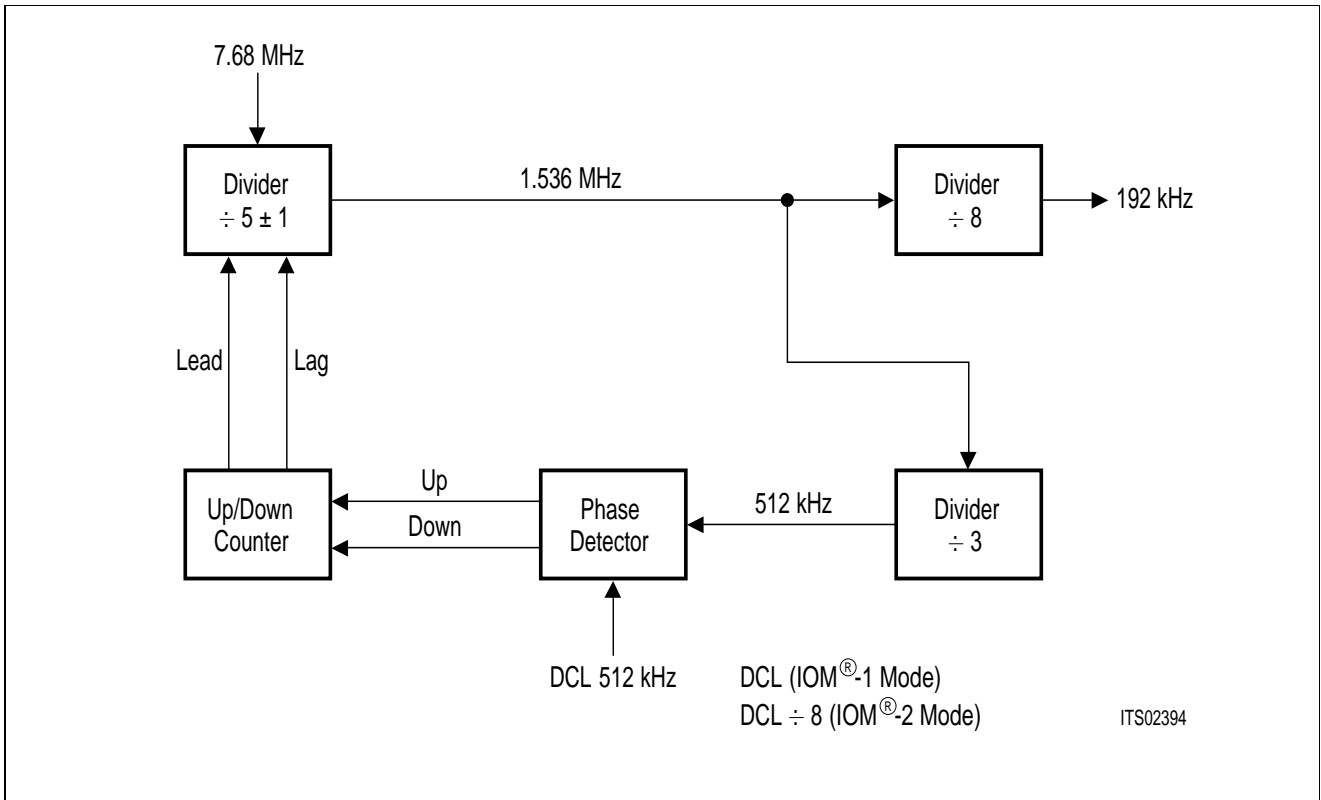 7.68 MHz
Divider
÷ 5 ± 1
1.536 MHz
Divider
÷ 8
192 kHz
Lead
Lag
Up/Down
Counter
Up
Down
Phase
Detector
512 kHz
Divider
÷ 3
DCL 512 kHz
DCL (IOM®-1 Mode)
DCL ÷ 8 (IOM®-2 Mode)
ITS02394